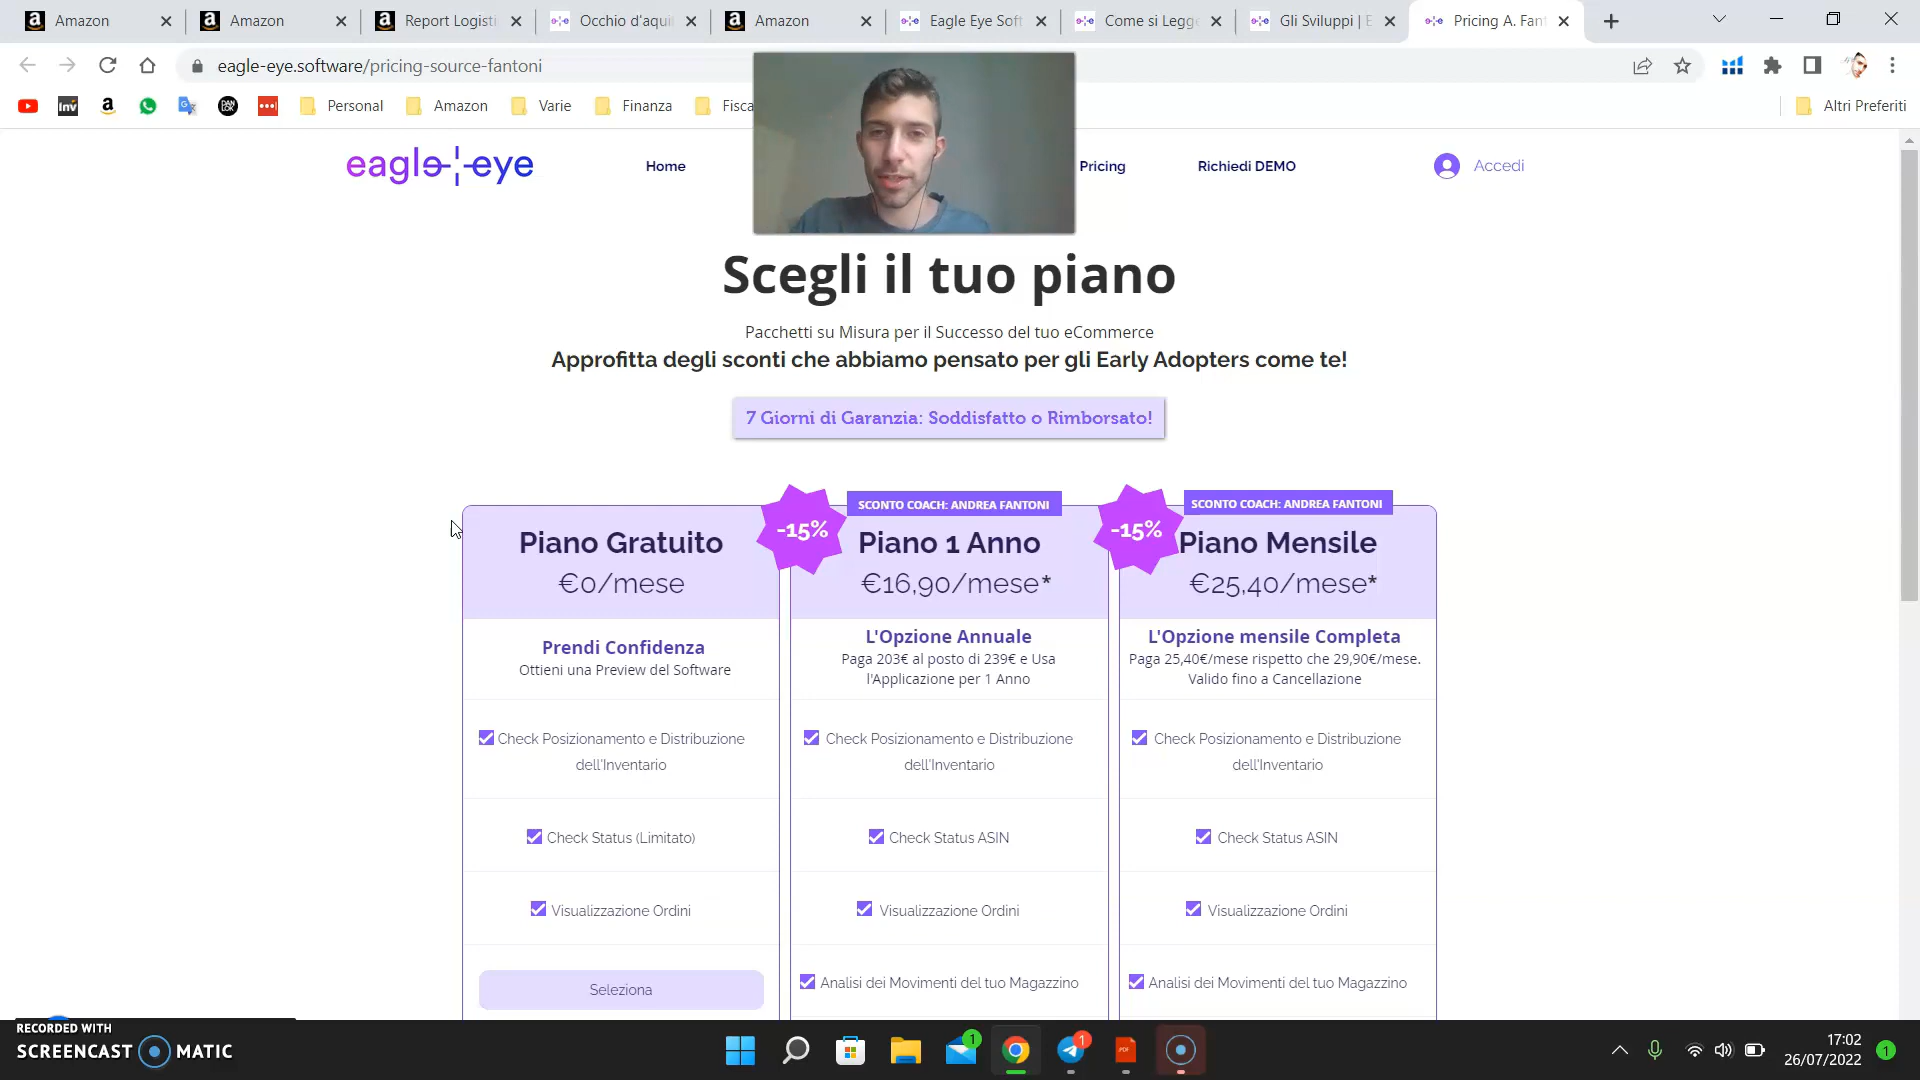 Amazon
Amazon
Report Logisti
Occhio d'aqui
Amazon
Eagle Eye Soft
Come si Legg
Gli Sviluppi | E
Pricing A. Fant
eagle-eye.software/pricing-source-fantoni
Personal
Amazon
Varie
Finanza
Fisca
Altri Preferiti
eagle-eye
Home
Pricing
Richiedi DEMO
Accedi
Scegli il tuo piano
Pacchetti su Misura per il Successo del tuo eCommerce
Approfitta degli sconti che abbiamo pensato per gli Early Adopters come te!
7 Giorni di Garanzia: Soddisfatto o Rimborsato!
Piano Gratuito
€0/mese
Prendi Confidenza
Ottieni una Preview del Software
Check Posizionamento e Distribuzione
dell'Inventario
Check Status (Limitato)
Visualizzazione Ordini
Seleziona
-15%
SCONTO COACH: ANDREA FANTONI
Piano 1 Anno
€16,90/mese*
L'Opzione Annuale
Paga 203€ al posto di 239€ e Usa
l'Applicazione per 1 Anno
Check Posizionamento e Distribuzione
dell'Inventario
Check Status ASIN
Visualizzazione Ordini
Analisi dei Movimenti del tuo Magazzino
-15%
SCONTO COACH: ANDREA FANTONI
Piano Mensile
€25,40/mese*
L'Opzione mensile Completa
Paga 25,40€/mese rispetto che 29,90€/mese.
Valido fino a Cancellazione
Check Posizionamento e Distribuzione
dell'Inventario
Check Status ASIN
Visualizzazione Ordini
Analisi dei Movimenti del tuo Magazzino
RECORDED WITH
SCREENCAST MATIC
1
1
17:02
26/07/2022
1